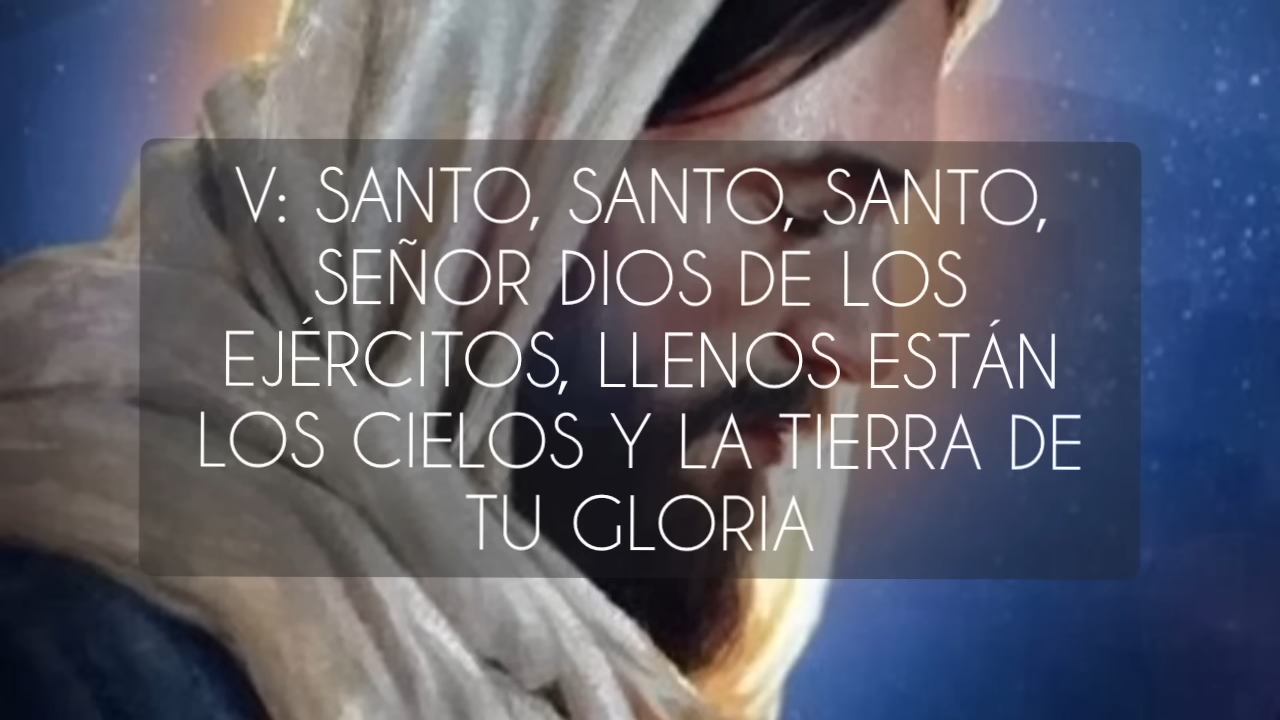 V: SANTO, SANTO, SANTO,
SEÑOR DIOS DE LOS
EJÉRCITOS, LLENOS ESTÁN
LOS CIELOS Y LA TIERRA DE
TU GLORIA